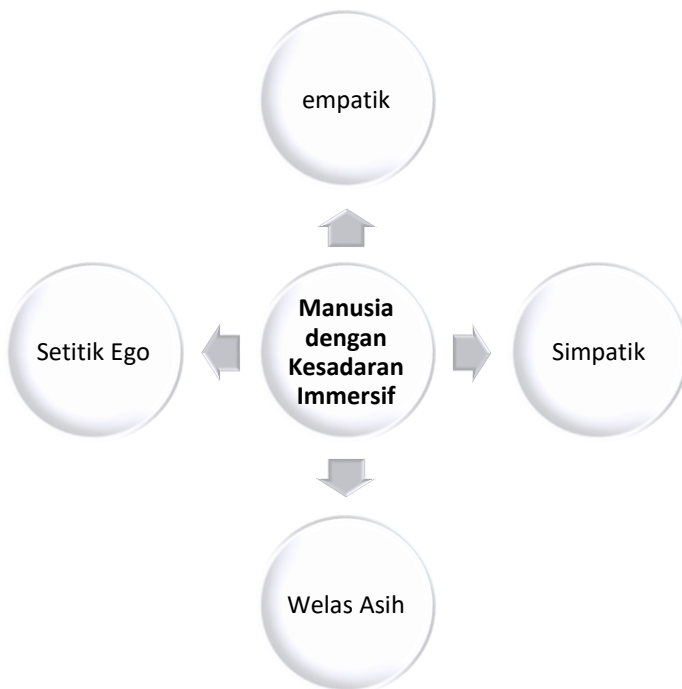 empatik
Setitik Ego
Manusia
dengan
Kesadaran
Immersif
Simpatik
Welas Asih